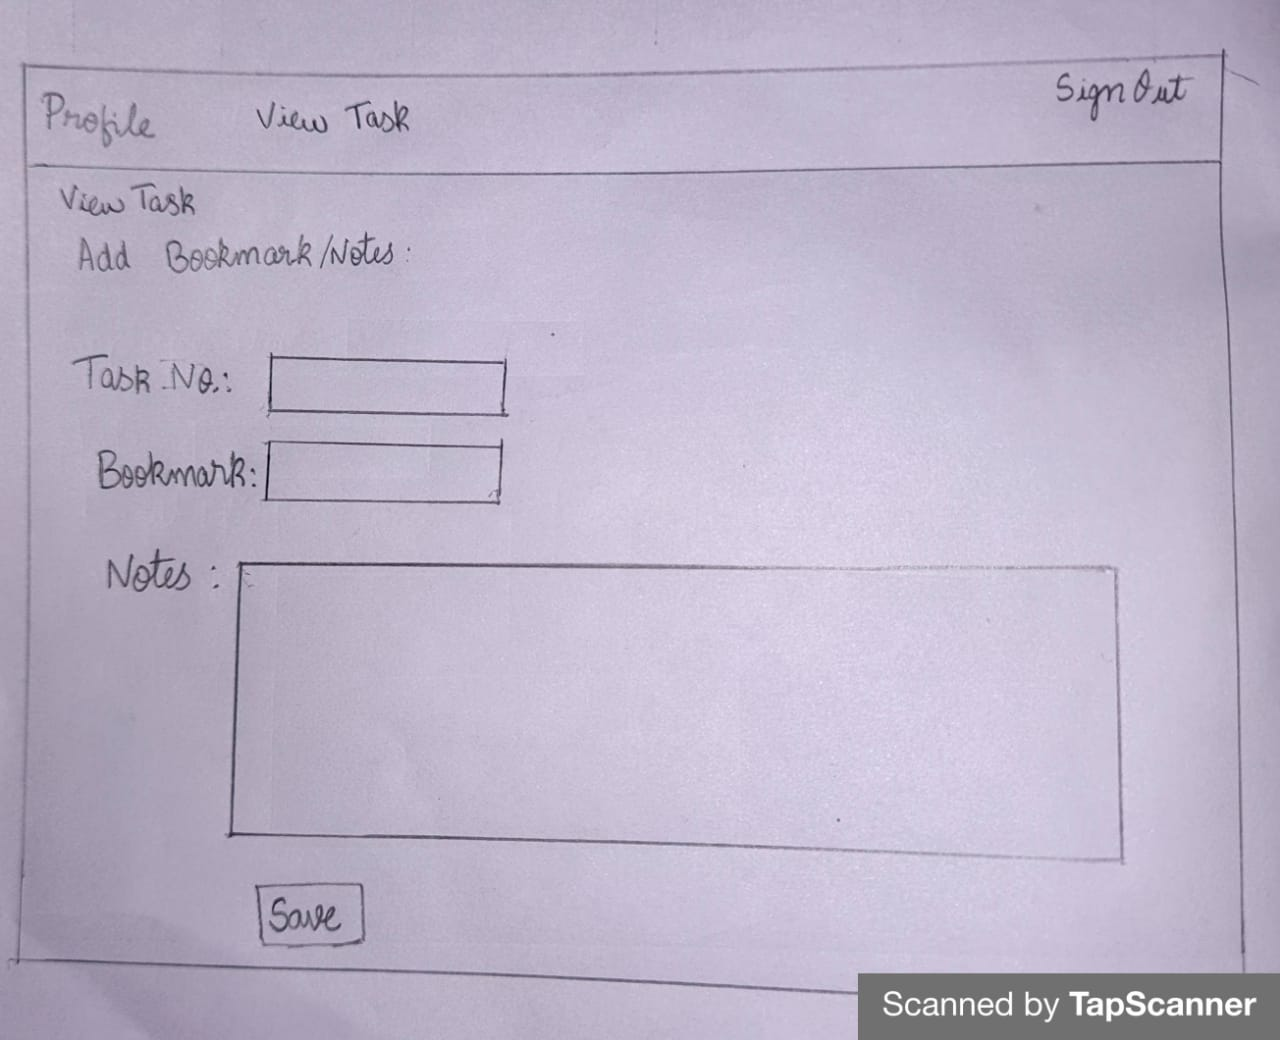 Profile View Task Sign Out
View Task
Add Bookmark/Notes:
Task No.:
Bookmark:
Notes :
Save
Scanned by TapScanner